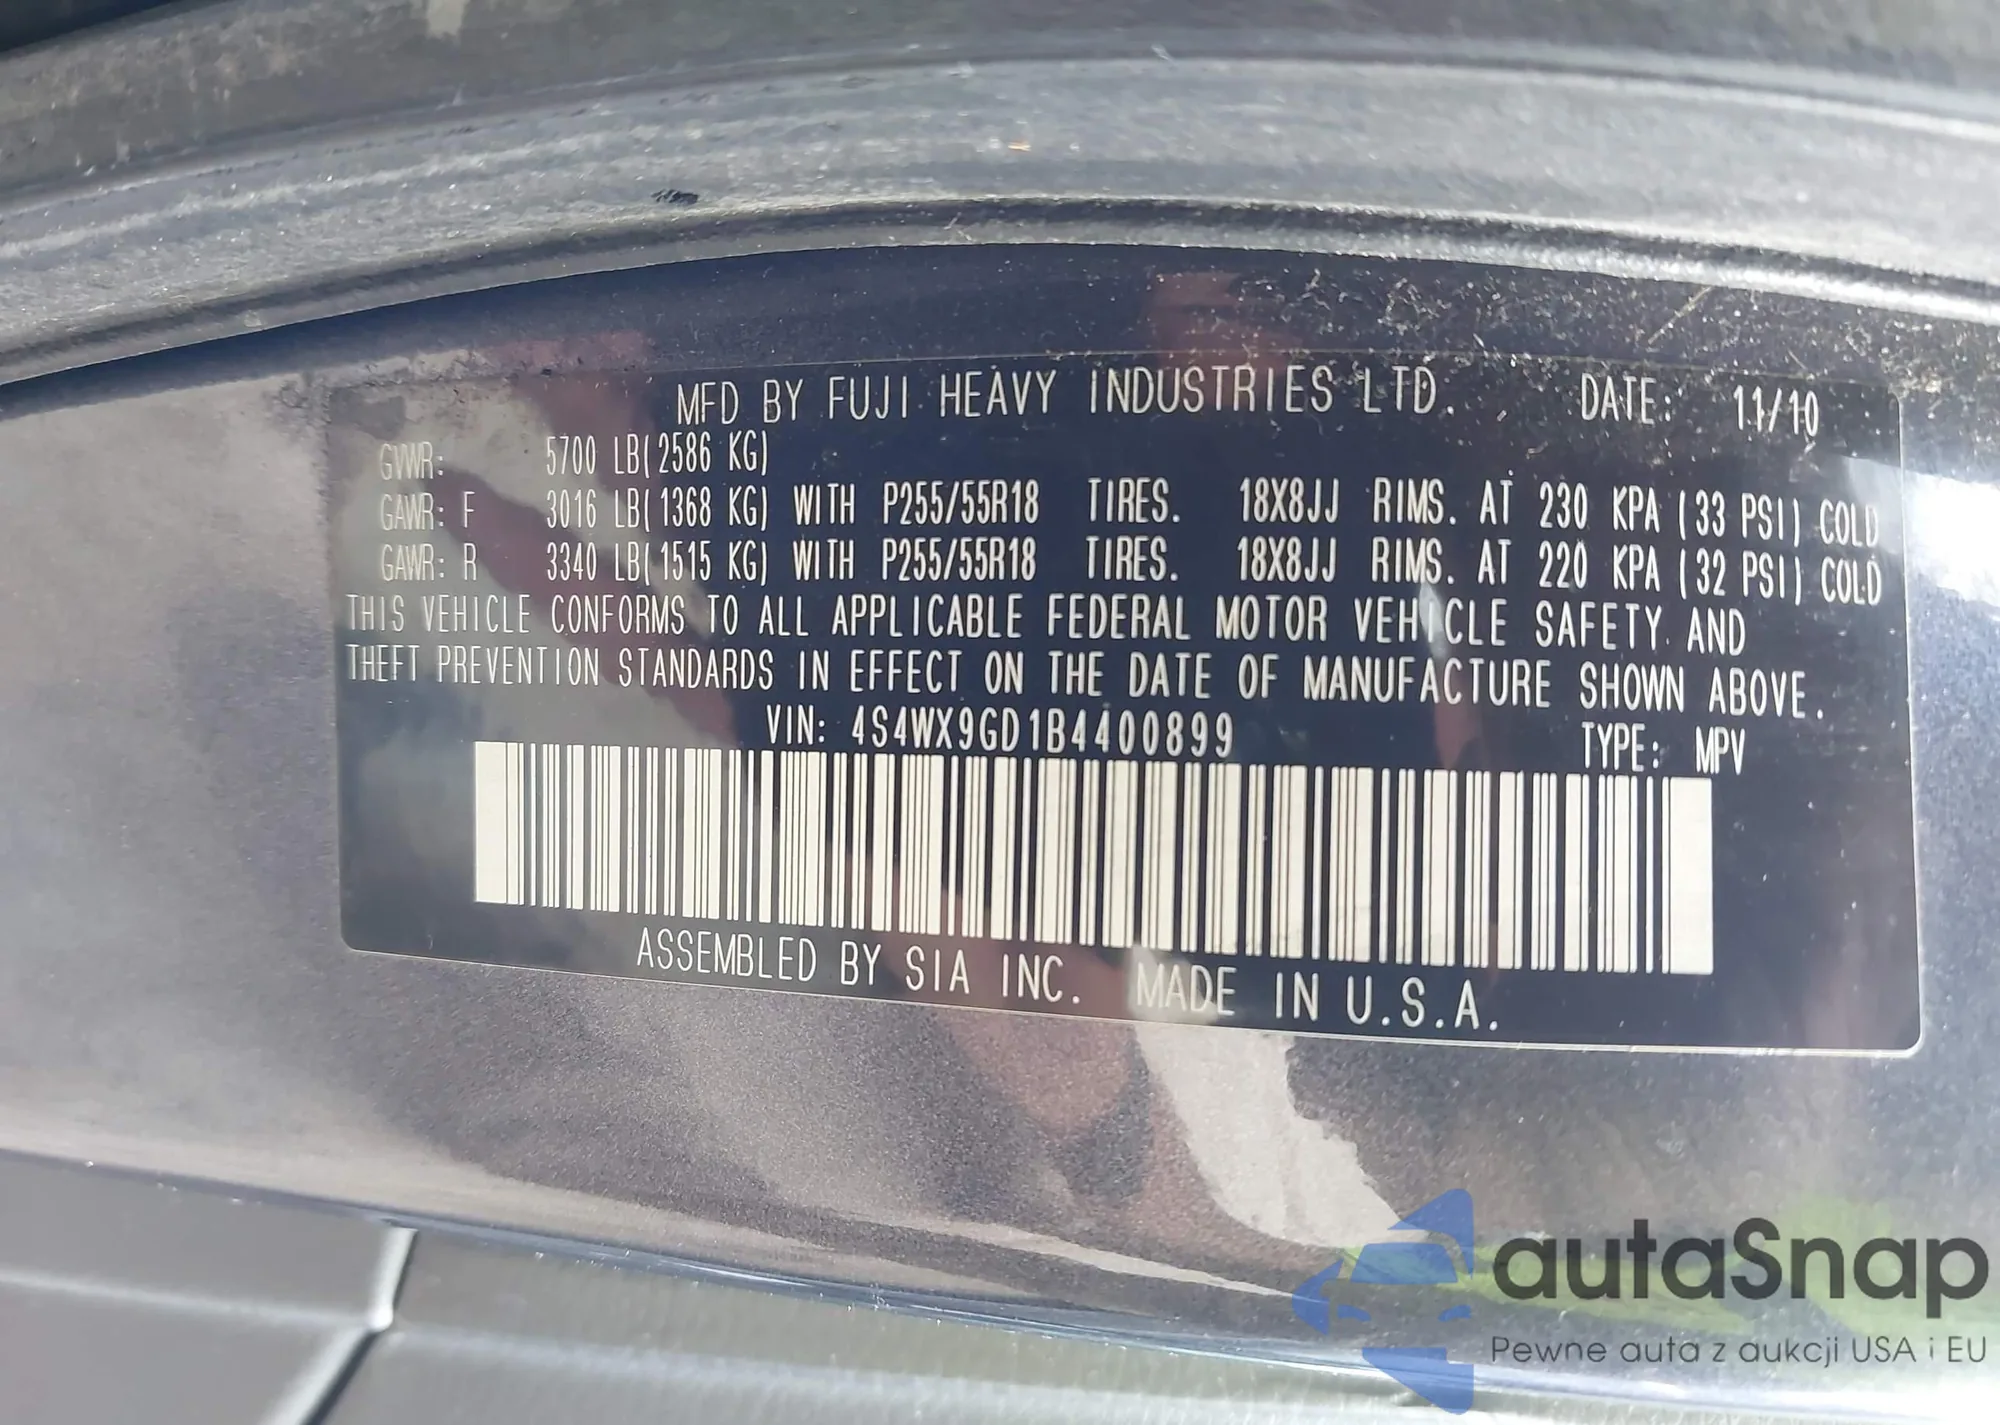 MFD BY FUJI HEAVY INDUSTRIES LTD. DATE: 11/10
GVWR: 5700 LB(2586 KG)
GAWR: F 3016 LB(1368 KG) WITH P255/55R18 TIRES. 18X8JJ RIMS. AT 230 KPA (33 PSI) COLD
GAWR: R 3340 LB(1515 KG) WITH P255/55R18 TIRES. 18X8JJ RIMS. AT 220 KPA (32 PSI) COLD
THIS VEHICLE CONFORMS TO ALL APPLICABLE FEDERAL MOTOR VEHICLE SAFETY AND
THEFT PREVENTION STANDARDS IN EFFECT ON THE DATE OF MANUFACTURE SHOWN ABOVE.
VIN: 4S4WX9GD1B4400899 TYPE: MPV
ASSEMBLED BY SIA INC. MADE IN U.S.A.
autaSnap
Pewne auta z aukcji USA i EU